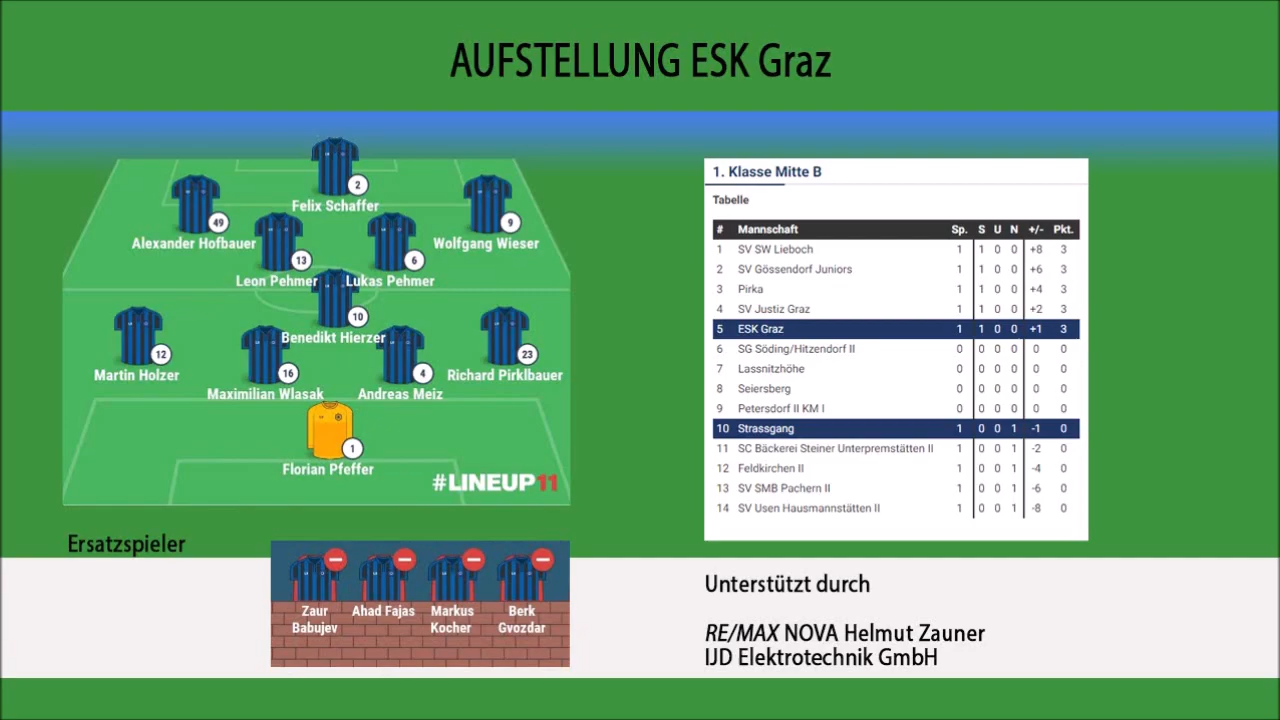 AUFSTELLUNG ESK Graz
2
Felix Schaffer
49
Alexander Hofbauer
9
Wolfgang Wieser
13
Leon Pehmer
6
Lukas Pehmer
10
Benedikt Hierzer
12
Martin Holzer
16
Maximilian Wlasak
4
Andreas Meiz
23
Richard Pirklbauer
1
Florian Pfeffer
#LINEUP11
Ersatzspieler
Zaur Babujev
Ahad Fajas
Markus Kocher
Berk Gvozdar
1. Klasse Mitte B
Tabelle
# Mannschaft Sp. S U N +/- Pkt.
1 SV SW Lieboch 1 1 0 0 +8 3
2 SV Gössendorf Juniors 1 1 0 0 +6 3
3 Pirka 1 1 0 0 +4 3
4 SV Justiz Graz 1 1 0 0 +2 3
5 ESK Graz 1 1 0 0 +1 3
6 SG Söding/Hitzendorf II 0 0 0 0 0 0
7 Lassnitzhöhe 0 0 0 0 0 0
8 Seiersberg 0 0 0 0 0 0
9 Petersdorf II KM I 0 0 0 0 0 0
10 Strassgang 1 0 0 1 -1 0
11 SC Bäckerei Steiner Unterpremstätten II 1 0 0 1 -2 0
12 Feldkirchen II 1 0 0 1 -4 0
13 SV SMB Pachern II 1 0 0 1 -6 0
14 SV Usen Hausmannstätten II 1 0 0 1 -8 0
Unterstützt durch
RE/MAX NOVA Helmut Zauner
IJD Elektrotechnik GmbH